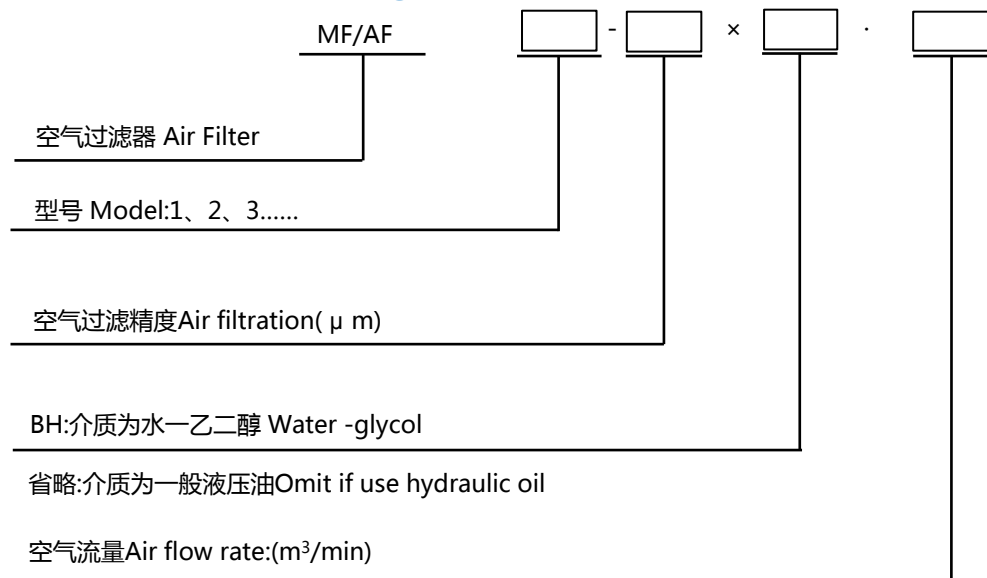 MF/AF - × ·
空气过滤器 Air Filter
型号 Model:1、2、3……
空气过滤精度Air filtration( μ m)
BH:介质为水一乙二醇 Water -glycol
省略:介质为一般液压油Omit if use hydraulic oil
空气流量Air flow rate:(m³/min)